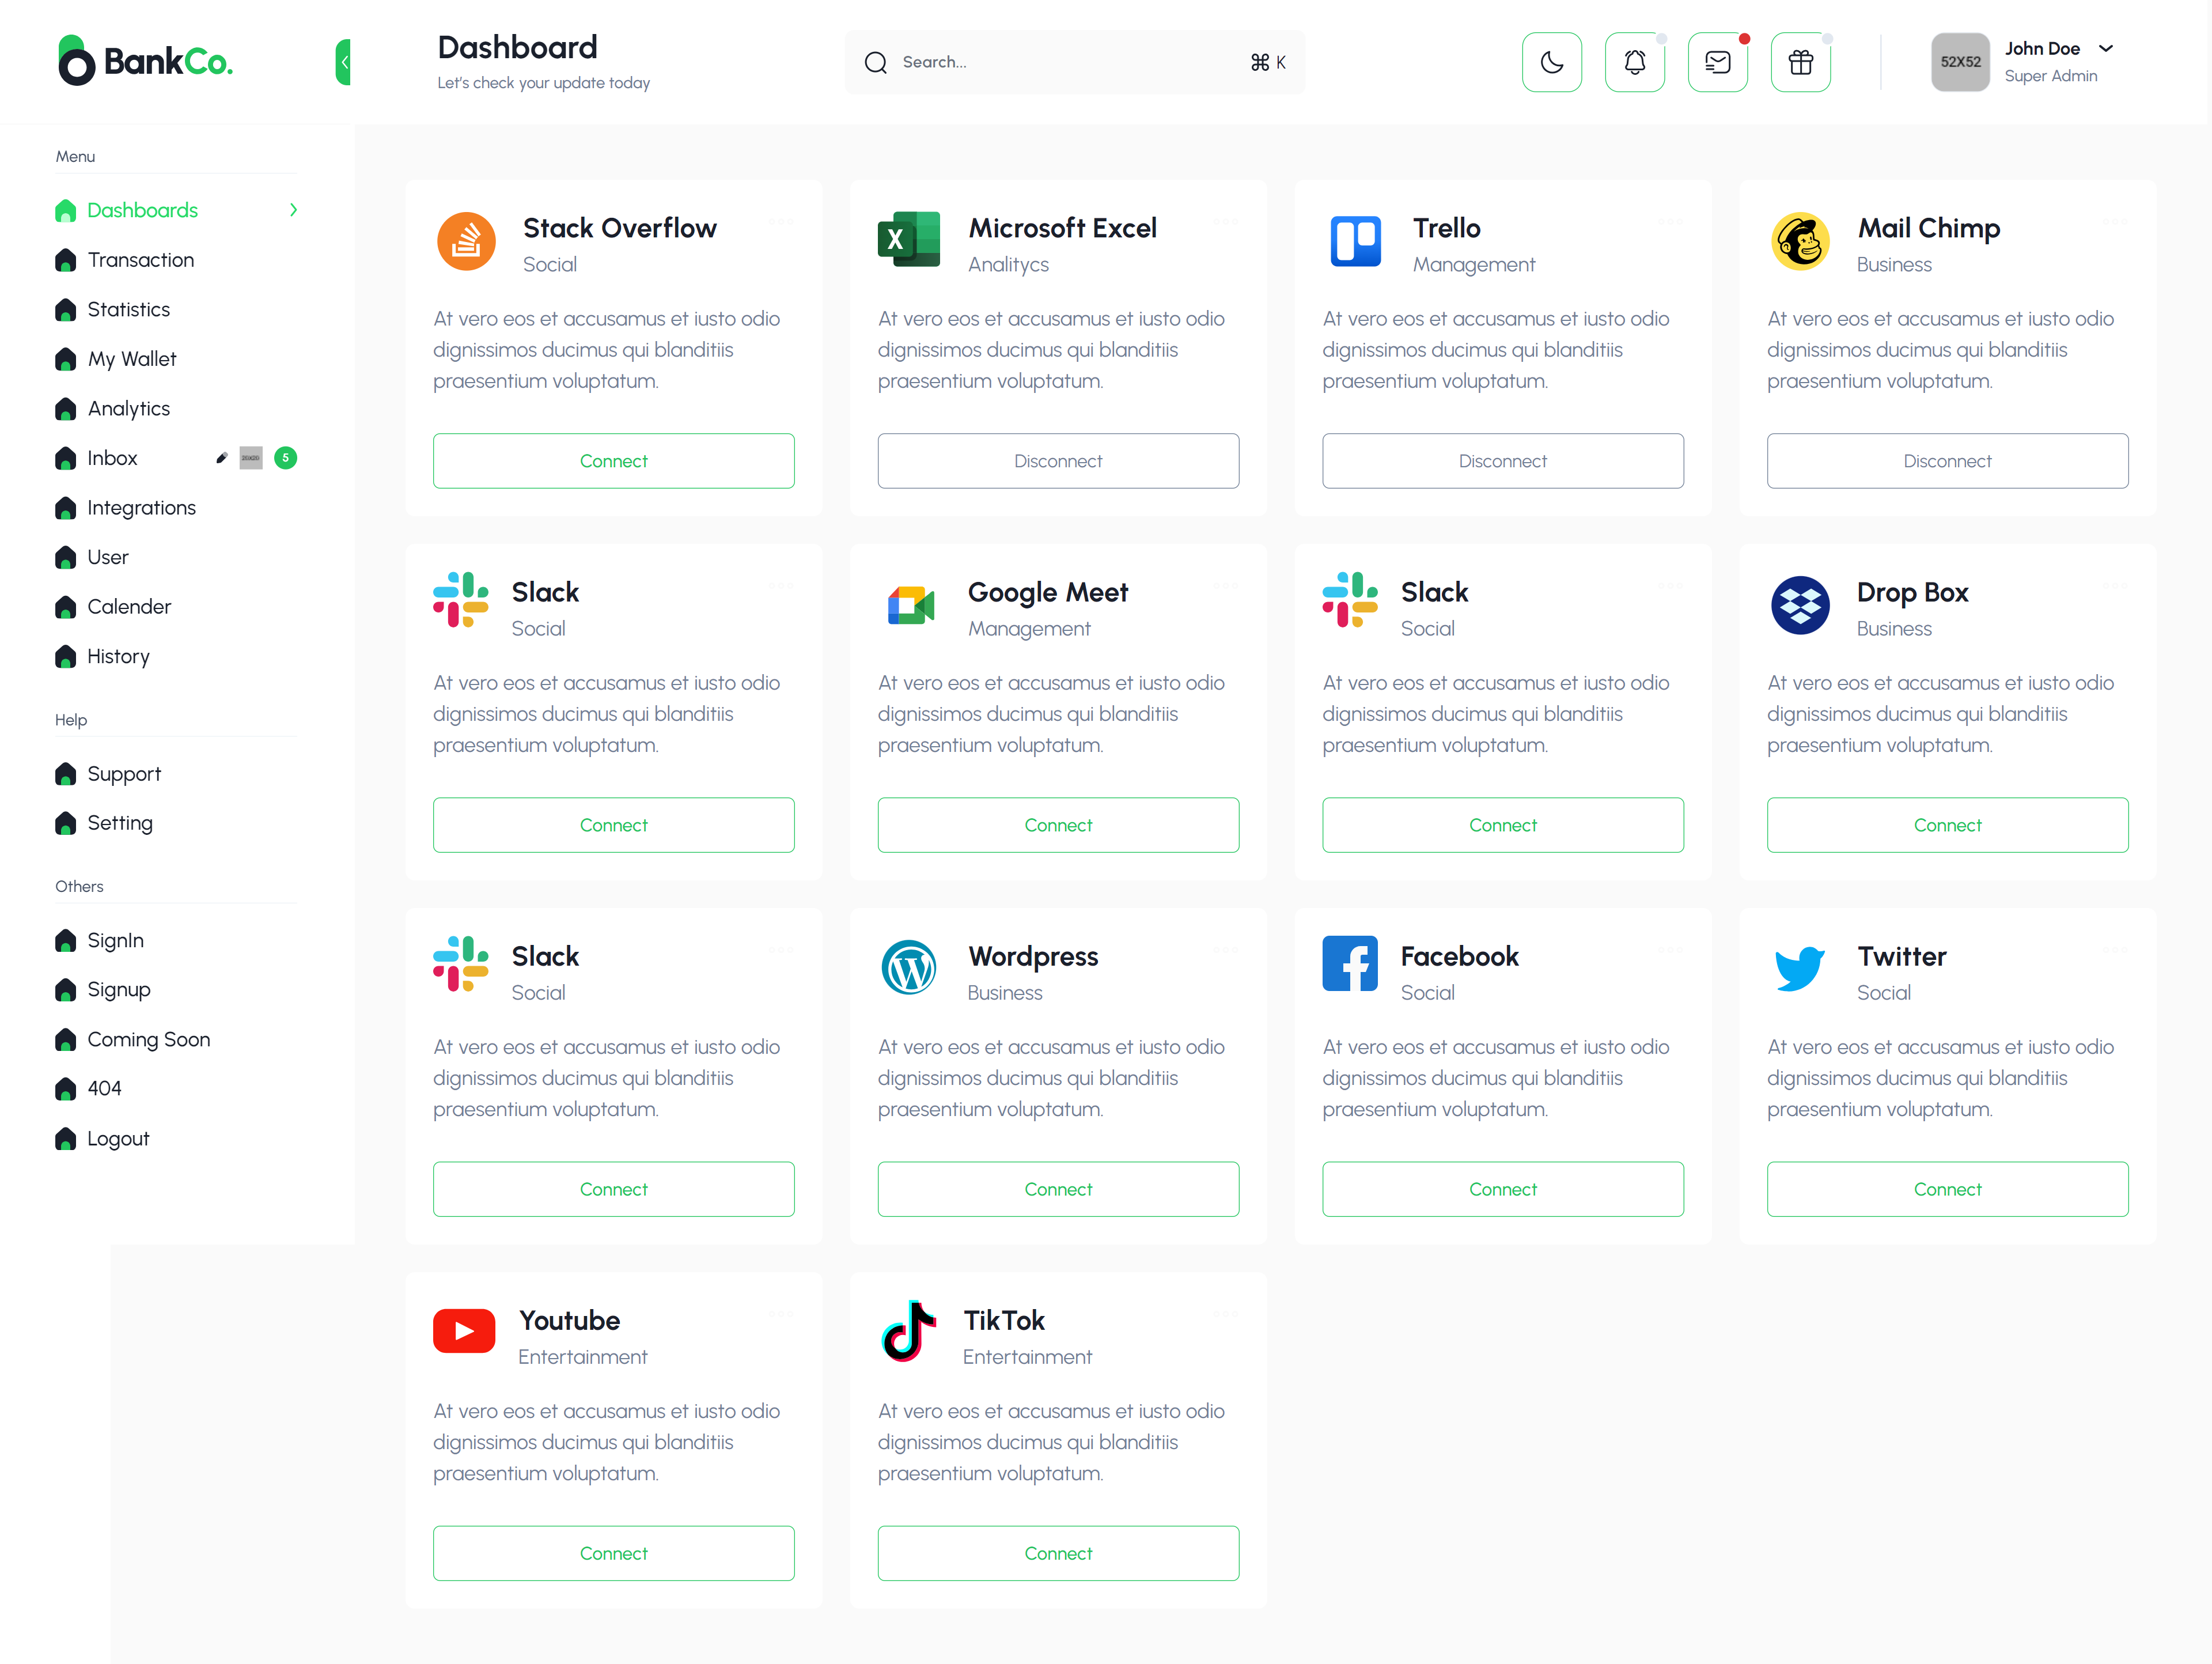 BankCo.
Dashboard
Let's check your update today
Search...
⌘ K
52X52
John Doe
Super Admin
Menu
Dashboards
Transaction
Statistics
My Wallet
Analytics
Inbox
5
Integrations
User
Calender
History
Help
Support
Setting
Others
SignIn
Signup
Coming Soon
404
Logout
Stack Overflow
Social
At vero eos et accusamus et iusto odio
dignissimos ducimus qui blanditiis
praesentium voluptatum.
Connect
Microsoft Excel
Analitycs
At vero eos et accusamus et iusto odio
dignissimos ducimus qui blanditiis
praesentium voluptatum.
Disconnect
Trello
Management
At vero eos et accusamus et iusto odio
dignissimos ducimus qui blanditiis
praesentium voluptatum.
Disconnect
Mail Chimp
Business
At vero eos et accusamus et iusto odio
dignissimos ducimus qui blanditiis
praesentium voluptatum.
Disconnect
Slack
Social
At vero eos et accusamus et iusto odio
dignissimos ducimus qui blanditiis
praesentium voluptatum.
Connect
Google Meet
Management
At vero eos et accusamus et iusto odio
dignissimos ducimus qui blanditiis
praesentium voluptatum.
Connect
Slack
Social
At vero eos et accusamus et iusto odio
dignissimos ducimus qui blanditiis
praesentium voluptatum.
Connect
Drop Box
Business
At vero eos et accusamus et iusto odio
dignissimos ducimus qui blanditiis
praesentium voluptatum.
Connect
Slack
Social
At vero eos et accusamus et iusto odio
dignissimos ducimus qui blanditiis
praesentium voluptatum.
Connect
Wordpress
Business
At vero eos et accusamus et iusto odio
dignissimos ducimus qui blanditiis
praesentium voluptatum.
Connect
Facebook
Social
At vero eos et accusamus et iusto odio
dignissimos ducimus qui blanditiis
praesentium voluptatum.
Connect
Twitter
Social
At vero eos et accusamus et iusto odio
dignissimos ducimus qui blanditiis
praesentium voluptatum.
Connect
Youtube
Entertainment
At vero eos et accusamus et iusto odio
dignissimos ducimus qui blanditiis
praesentium voluptatum.
Connect
TikTok
Entertainment
At vero eos et accusamus et iusto odio
dignissimos ducimus qui blanditiis
praesentium voluptatum.
Connect